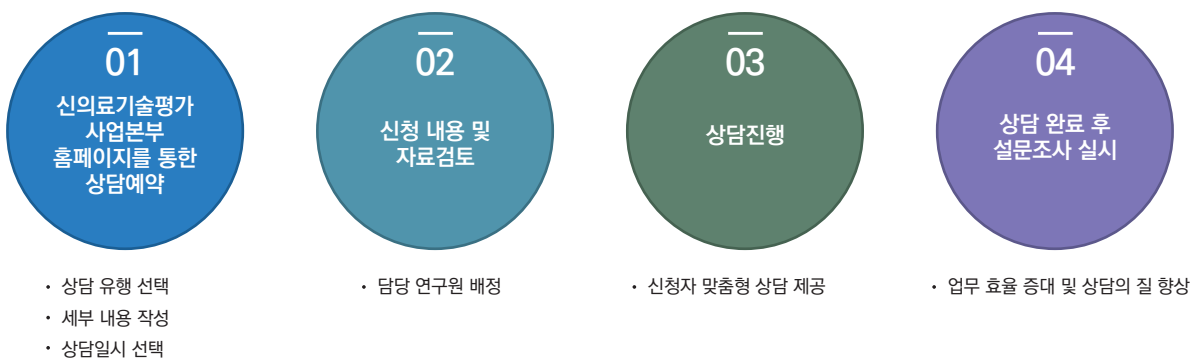 01
신의료기술평가
사업본부
홈페이지를 통한
상담예약
• 상담 유행 선택
• 세부 내용 작성
• 상담일시 선택
02
신청 내용 및
자료검토
• 담당 연구원 배정
03
상담진행
• 신청자 맞춤형 상담 제공
04
상담 완료 후
설문조사 실시
• 업무 효율 증대 및 상담의 질 향상